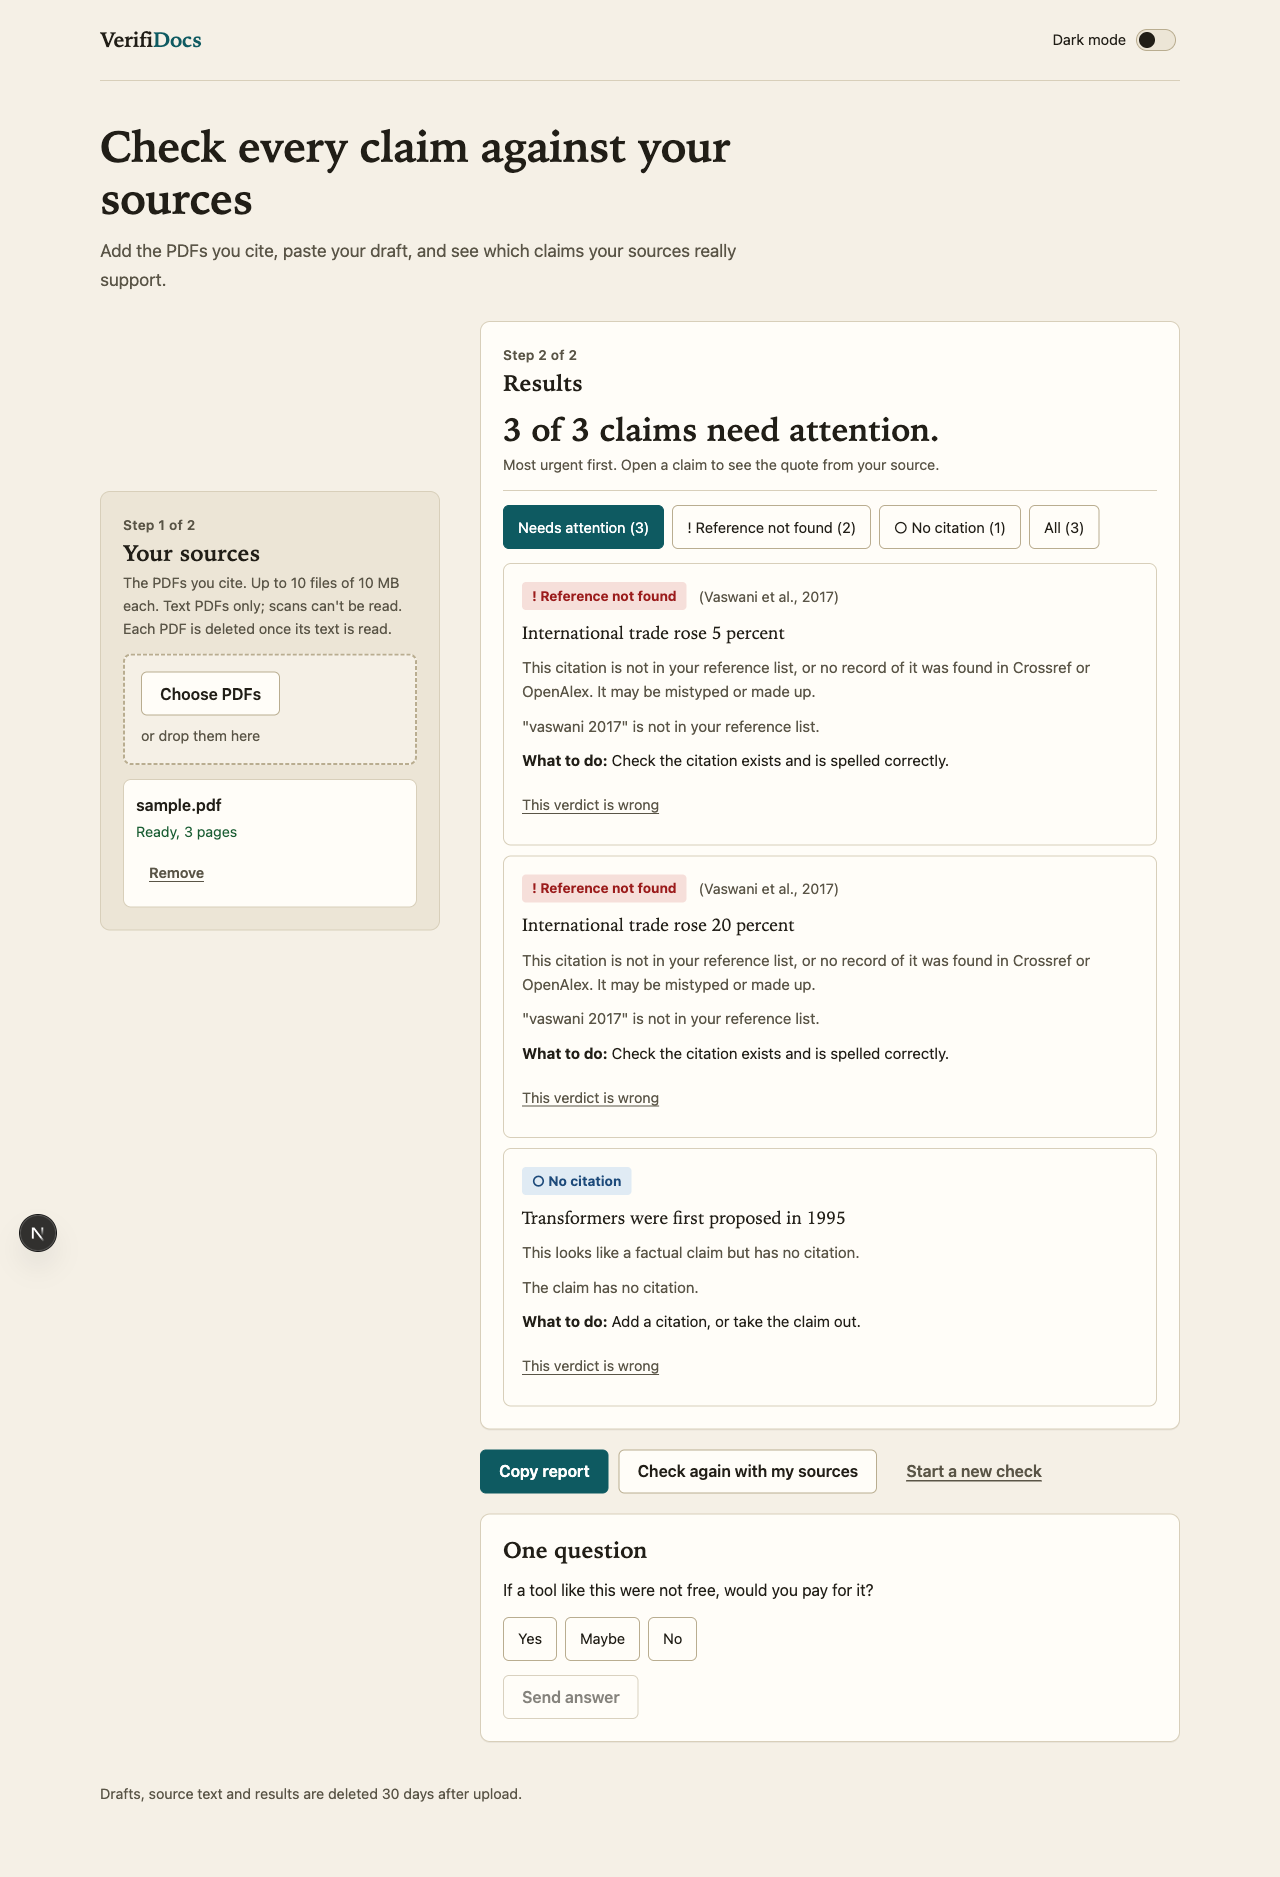 VerifiDocs
Dark mode
Check every claim against your
sources
Add the PDFs you cite, paste your draft, and see which claims your sources really
support.
Step 1 of 2
Your sources
The PDFs you cite. Up to 10 files of 10 MB
each. Text PDFs only; scans can't be read.
Each PDF is deleted once its text is read.
Choose PDFs
or drop them here
sample.pdf
Ready, 3 pages
Remove
Step 2 of 2
Results
3 of 3 claims need attention.
Most urgent first. Open a claim to see the quote from your source.
Needs attention (3)
! Reference not found (2)
○ No citation (1)
All (3)
! Reference not found
(Vaswani et al., 2017)
International trade rose 5 percent
This citation is not in your reference list, or no record of it was found in Crossref or
OpenAlex. It may be mistyped or made up.
"vaswani 2017" is not in your reference list.
What to do: Check the citation exists and is spelled correctly.
This verdict is wrong
! Reference not found
(Vaswani et al., 2017)
International trade rose 20 percent
This citation is not in your reference list, or no record of it was found in Crossref or
OpenAlex. It may be mistyped or made up.
"vaswani 2017" is not in your reference list.
What to do: Check the citation exists and is spelled correctly.
This verdict is wrong
○ No citation
Transformers were first proposed in 1995
This looks like a factual claim but has no citation.
The claim has no citation.
What to do: Add a citation, or take the claim out.
This verdict is wrong
N
Copy report
Check again with my sources
Start a new check
One question
If a tool like this were not free, would you pay for it?
Yes
Maybe
No
Send answer
Drafts, source text and results are deleted 30 days after upload.